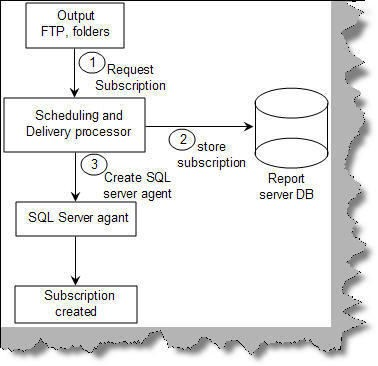 Output
FTP, folders
1
Request
Subscription
Scheduling and
Delivery processor
2
store
subscription
Report
server DB
3
Create SQL
server agent
SQL Server agant
Subscription
created